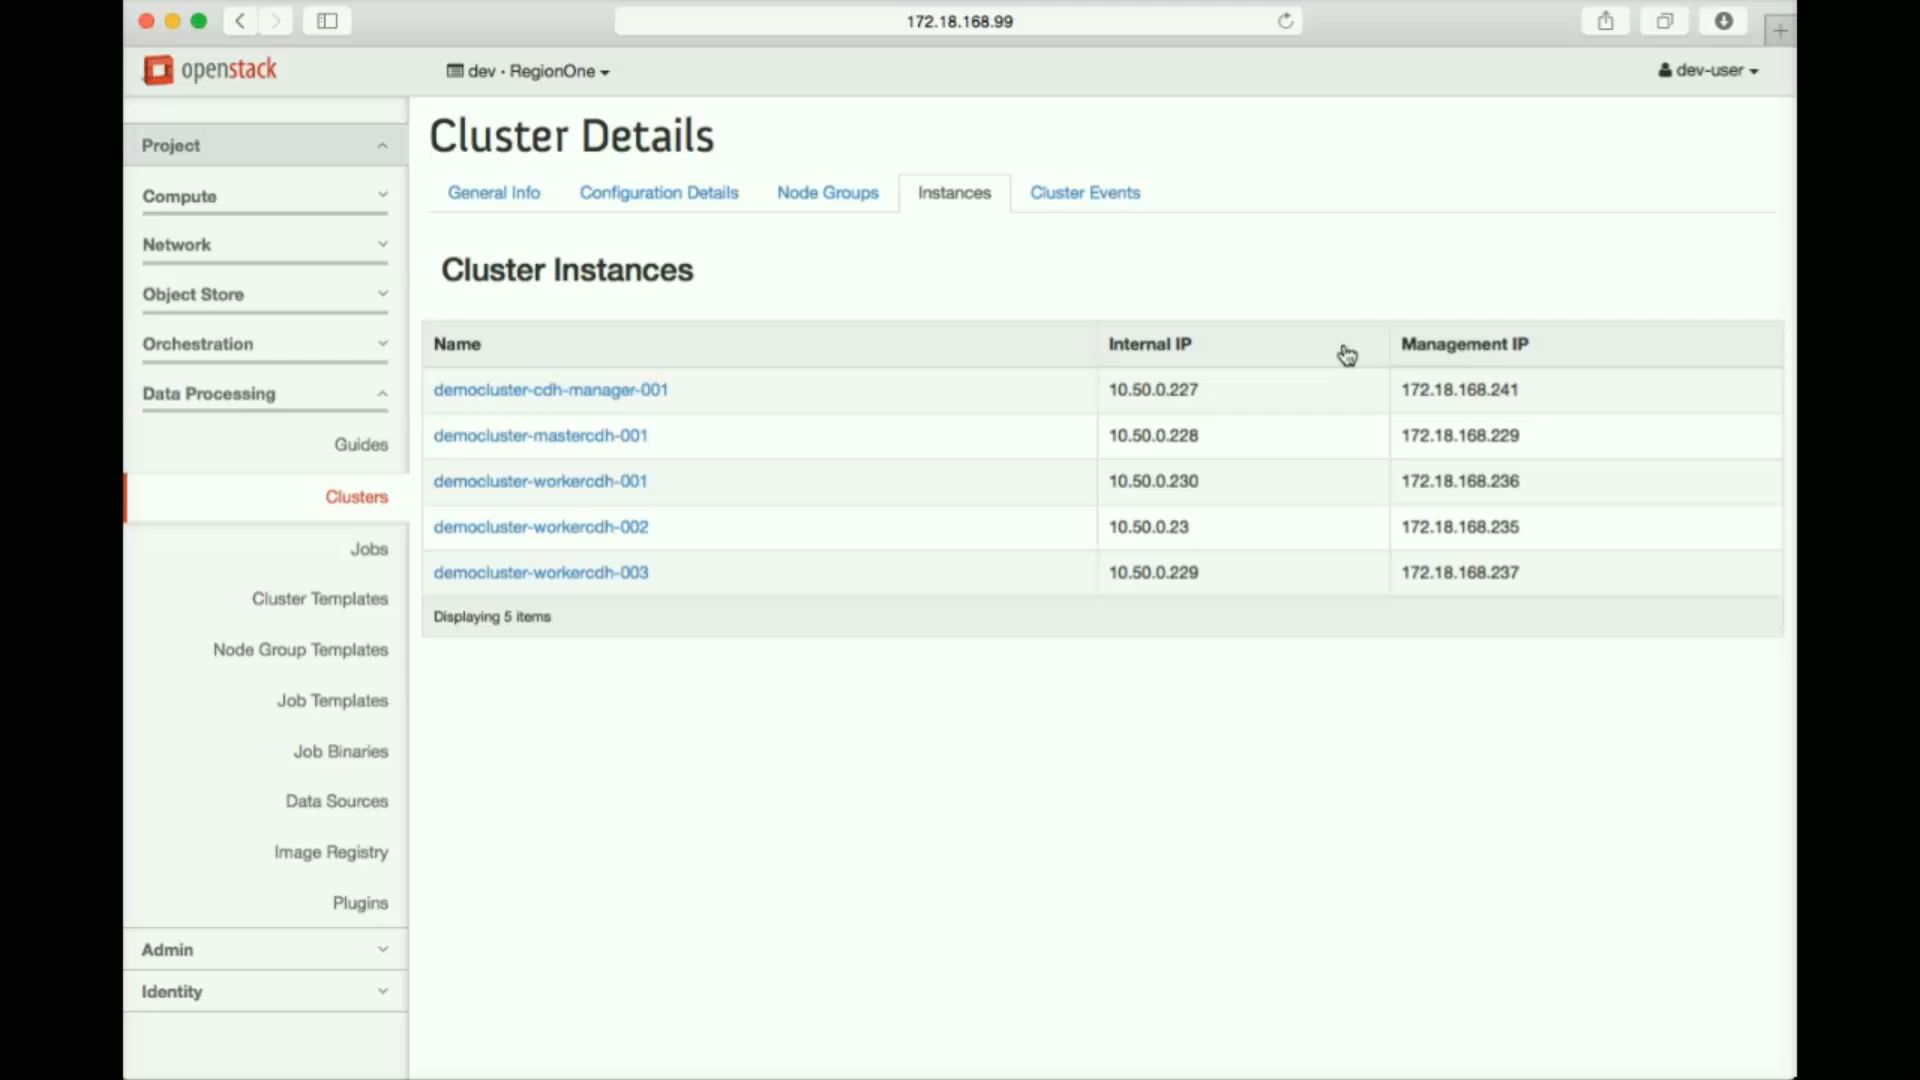 172.18.168.99
openstack
dev · RegionOne
dev-user
Project
Compute
Network
Object Store
Orchestration
Data Processing
Guides
Clusters
Jobs
Cluster Templates
Node Group Templates
Job Templates
Job Binaries
Data Sources
Image Registry
Plugins
Admin
Identity
Cluster Details
General Info Configuration Details Node Groups Instances Cluster Events
Cluster Instances
Name Internal IP Management IP
democluster-cdh-manager-001 10.50.0.227 172.18.168.241
democluster-mastercdh-001 10.50.0.228 172.18.168.229
democluster-workercdh-001 10.50.0.230 172.18.168.236
democluster-workercdh-002 10.50.0.23 172.18.168.235
democluster-workercdh-003 10.50.0.229 172.18.168.237
Displaying 5 items